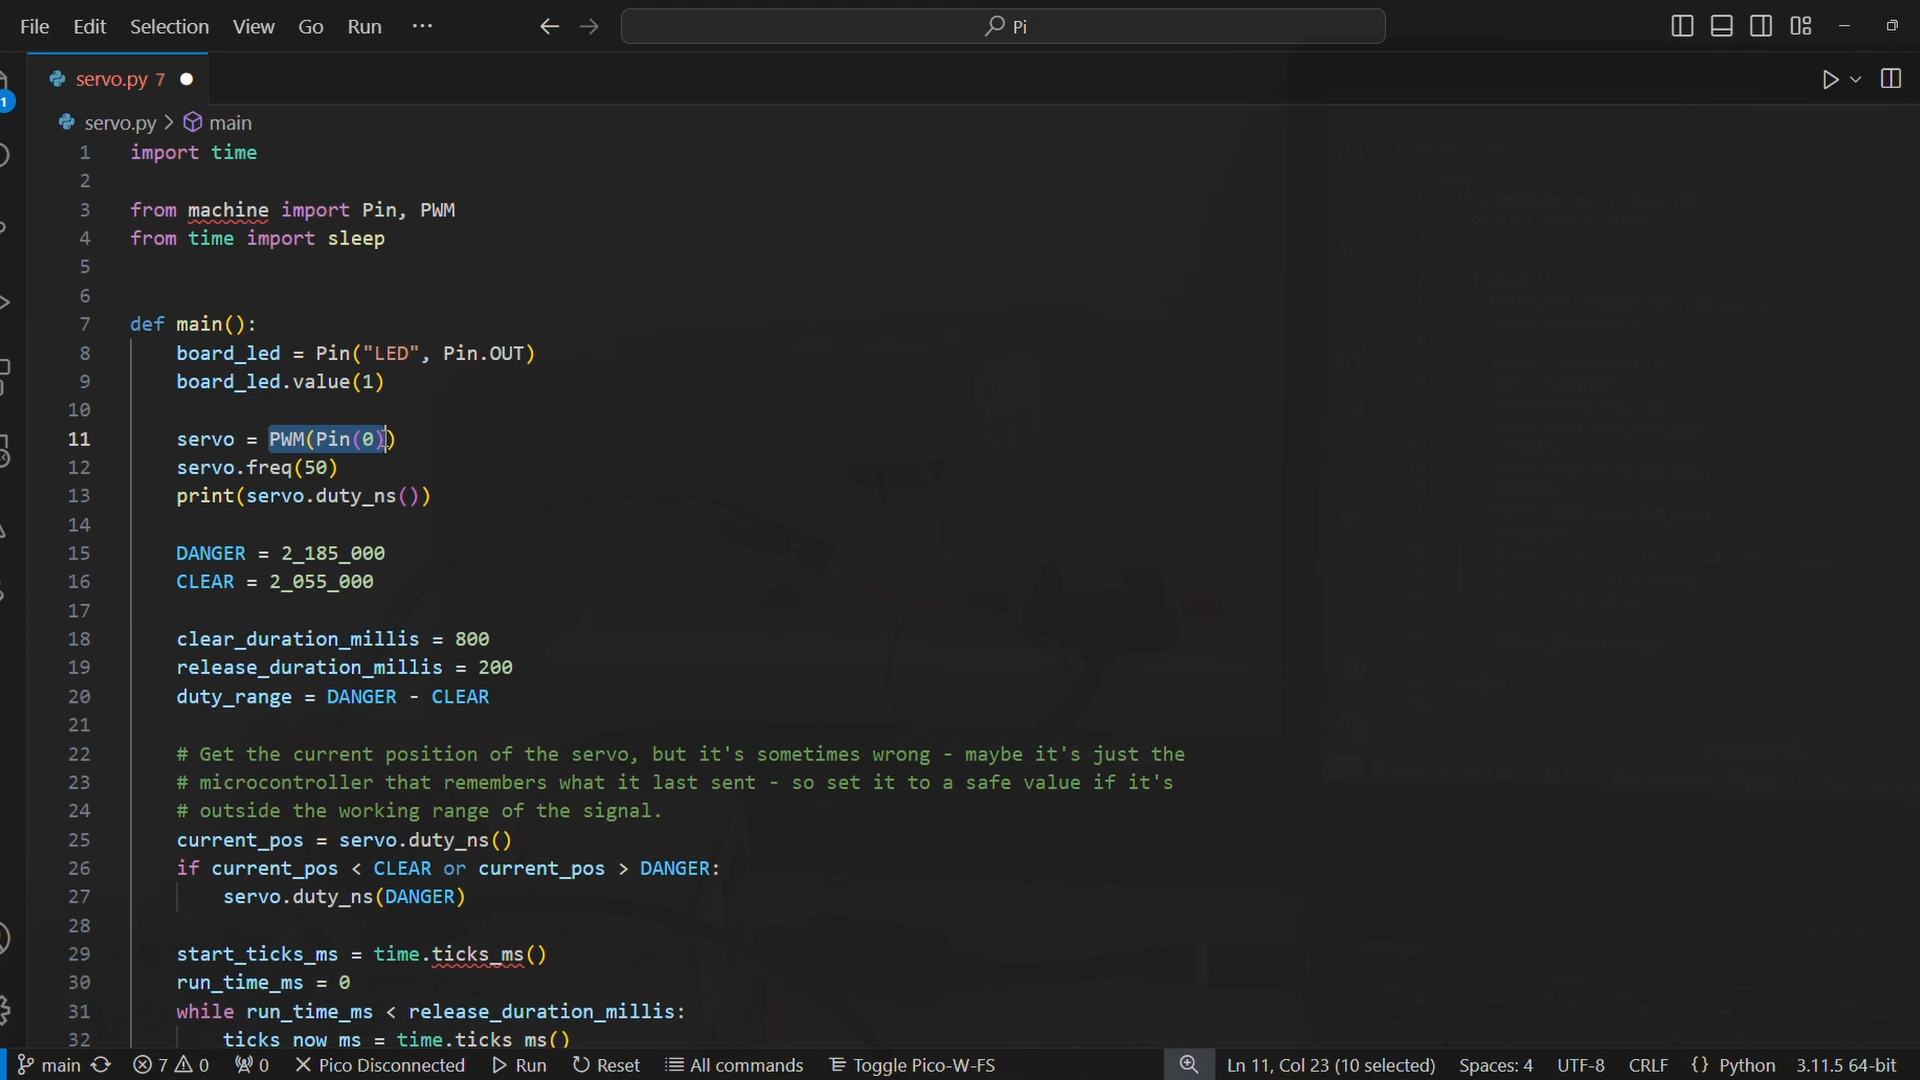 File Edit Selection View Go Run ··· Pi
servo.py 7
servo.py > main
1 import time
2
3 from machine import Pin, PWM
4 from time import sleep
5
6
7 def main():
8 board_led = Pin("LED", Pin.OUT)
9 board_led.value(1)
10
11 servo = PWM(Pin(0))
12 servo.freq(50)
13 print(servo.duty_ns())
14
15 DANGER = 2_185_000
16 CLEAR = 2_055_000
17
18 clear_duration_millis = 800
19 release_duration_millis = 200
20 duty_range = DANGER - CLEAR
21
22 # Get the current position of the servo, but it's sometimes wrong - maybe it's just the
23 # microcontroller that remembers what it last sent - so set it to a safe value if it's
24 # outside the working range of the signal.
25 current_pos = servo.duty_ns()
26 if current_pos < CLEAR or current_pos > DANGER:
27 servo.duty_ns(DANGER)
28
29 start_ticks_ms = time.ticks_ms()
30 run_time_ms = 0
31 while run_time_ms < release_duration_millis:
32 ticks_now_ms = time.ticks_ms()
1
main 7 0 0 Pico Disconnected Run Reset All commands Toggle Pico-W-FS Ln 11, Col 23 (10 selected) Spaces: 4 UTF-8 CRLF {} Python 3.11.5 64-bit